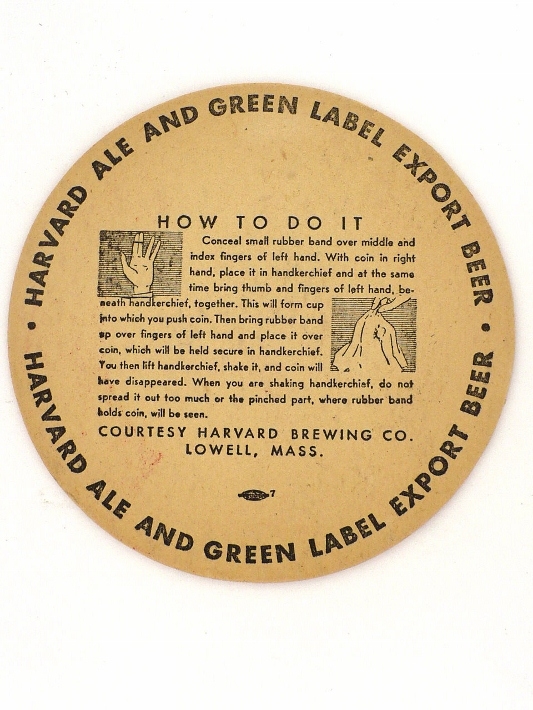 HARVARD ALE AND GREEN LABEL EXPORT BEER •
HOW TO DO IT
Conceal small rubber band over middle and
index fingers of left hand. With coin in right
hand, place it in handkerchief and at the same
time bring thumb and fingers of left hand, be-
neath handkerchief, together. This will form cup
into which you push coin. Then bring rubber band
up over fingers of left hand and place it over
coin, which will be held secure in handkerchief.
You then lift handkerchief, shake it, and coin will
have disappeared. When you are shaking handkerchief, do not
spread it out too much or the pinched part, where rubber band
holds coin, will be seen.
COURTESY HARVARD BREWING CO.
LOWELL, MASS.
7
HARVARD ALE AND GREEN LABEL EXPORT BEER •